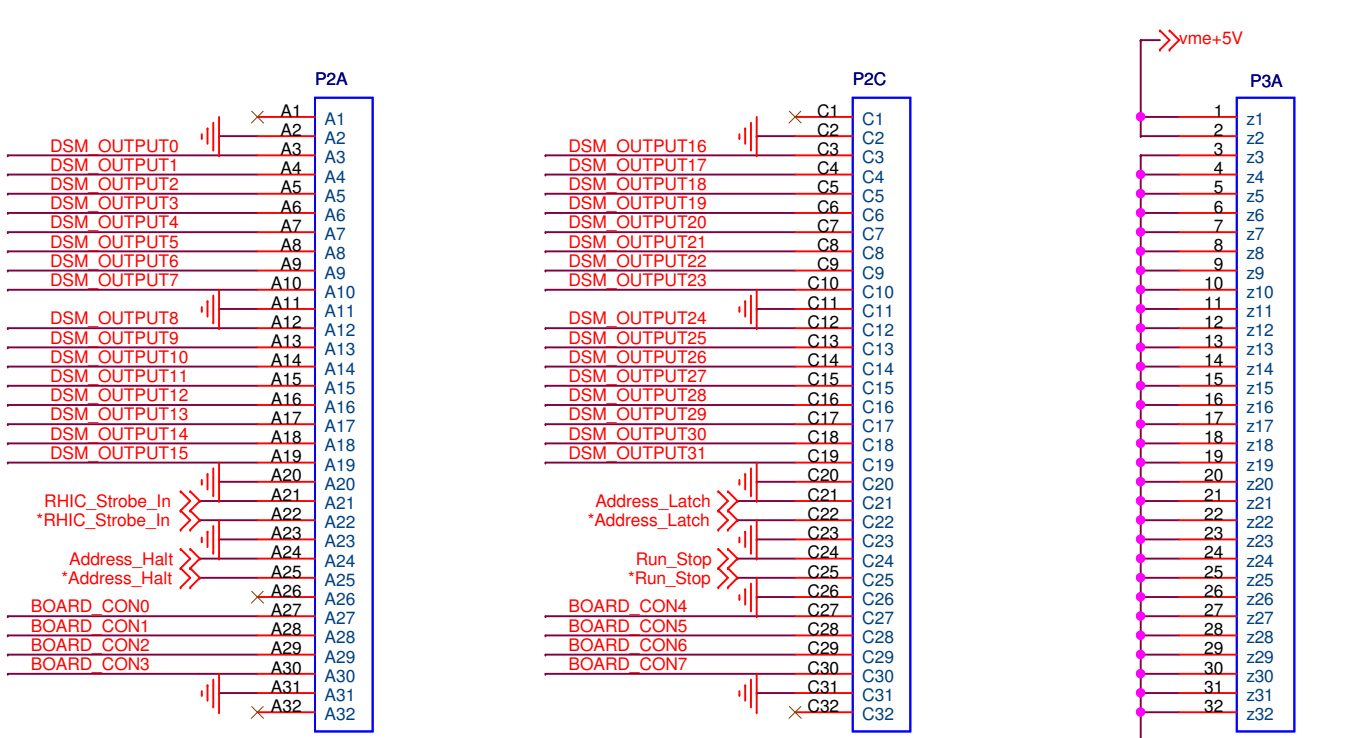 vme+5V
P2A P2C P3A
A1 A1 C1 C1 1 z1
A2 A2 C2 C2 2 z2
DSM_OUTPUT0 A3 A3 DSM_OUTPUT16 C3 C3 3 z3
DSM_OUTPUT1 A4 A4 DSM_OUTPUT17 C4 C4 4 z4
DSM_OUTPUT2 A5 A5 DSM_OUTPUT18 C5 C5 5 z5
DSM_OUTPUT3 A6 A6 DSM_OUTPUT19 C6 C6 6 z6
DSM_OUTPUT4 A7 A7 DSM_OUTPUT20 C7 C7 7 z7
DSM_OUTPUT5 A8 A8 DSM_OUTPUT21 C8 C8 8 z8
DSM_OUTPUT6 A9 A9 DSM_OUTPUT22 C9 C9 9 z9
DSM_OUTPUT7 A10 A10 DSM_OUTPUT23 C10 C10 10 z10
A11 A11 C11 C11 11 z11
DSM_OUTPUT8 A12 A12 DSM_OUTPUT24 C12 C12 12 z12
DSM_OUTPUT9 A13 A13 DSM_OUTPUT25 C13 C13 13 z13
DSM_OUTPUT10 A14 A14 DSM_OUTPUT26 C14 C14 14 z14
DSM_OUTPUT11 A15 A15 DSM_OUTPUT27 C15 C15 15 z15
DSM_OUTPUT12 A16 A16 DSM_OUTPUT28 C16 C16 16 z16
DSM_OUTPUT13 A17 A17 DSM_OUTPUT29 C17 C17 17 z17
DSM_OUTPUT14 A18 A18 DSM_OUTPUT30 C18 C18 18 z18
DSM_OUTPUT15 A19 A19 DSM_OUTPUT31 C19 C19 19 z19
A20 A20 C20 C20 20 z20
RHIC_Strobe_In A21 A21 Address_Latch C21 C21 21 z21
*RHIC_Strobe_In A22 A22 *Address_Latch C22 C22 22 z22
A23 A23 C23 C23 23 z23
Address_Halt A24 A24 Run_Stop C24 C24 24 z24
*Address_Halt A25 A25 *Run_Stop C25 C25 25 z25
A26 A26 C26 C26 26 z26
BOARD_CON0 A27 A27 BOARD_CON4 C27 C27 27 z27
BOARD_CON1 A28 A28 BOARD_CON5 C28 C28 28 z28
BOARD_CON2 A29 A29 BOARD_CON6 C29 C29 29 z29
BOARD_CON3 A30 A30 BOARD_CON7 C30 C30 30 z30
A31 A31 C31 C31 31 z31
A32 A32 C32 C32 32 z32